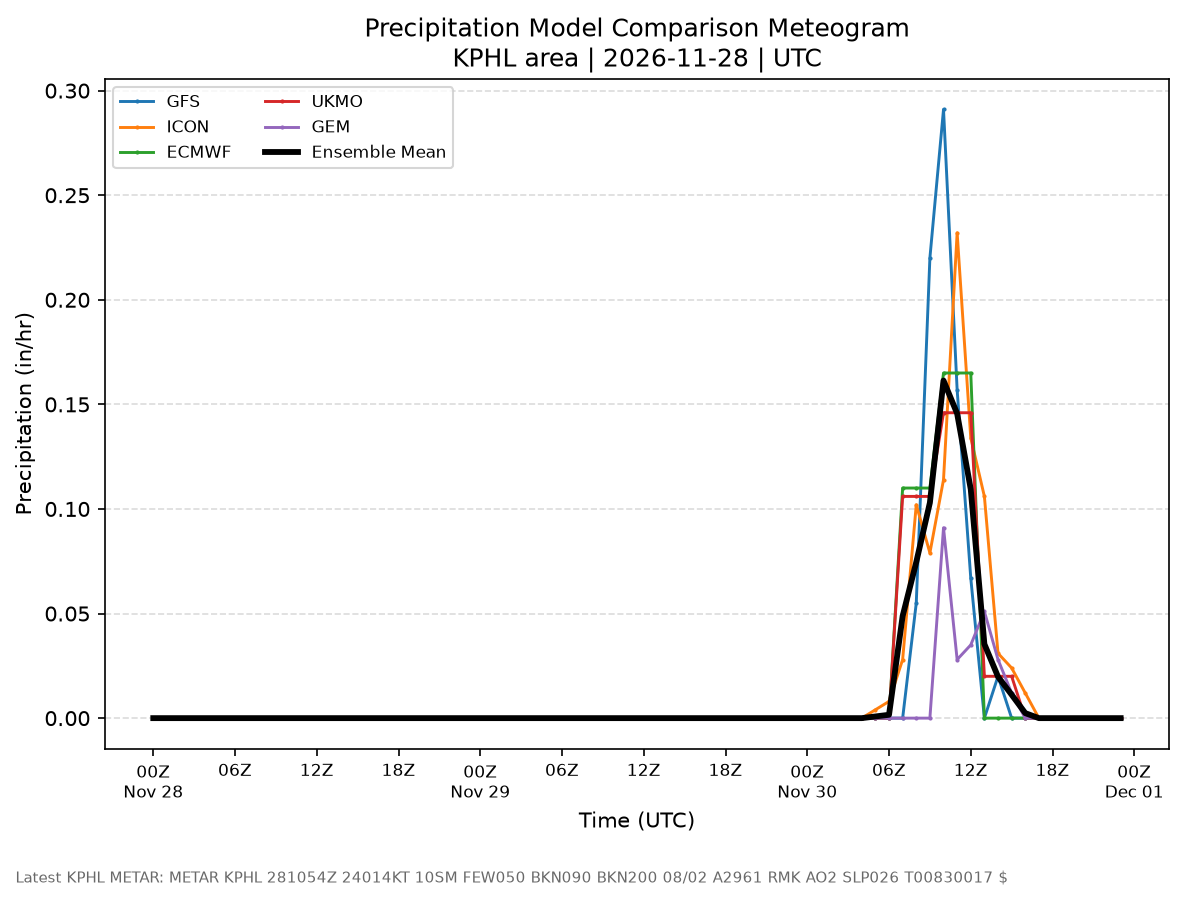 Precipitation Model Comparison Meteogram
KPHL area | 2026-11-28 | UTC
GFS
ICON
ECMWF
UKMO
GEM
Ensemble Mean
Precipitation (in/hr)
0.30
0.25
0.20
0.15
0.10
0.05
0.00
00Z 06Z 12Z 18Z 00Z 06Z 12Z 18Z 00Z 06Z 12Z 18Z 00Z
Nov 28 Nov 29 Nov 30 Dec 01
Time (UTC)
Latest KPHL METAR: METAR KPHL 281054Z 24014KT 10SM FEW050 BKN090 BKN200 08/02 A2961 RMK AO2 SLP026 T00830017 $